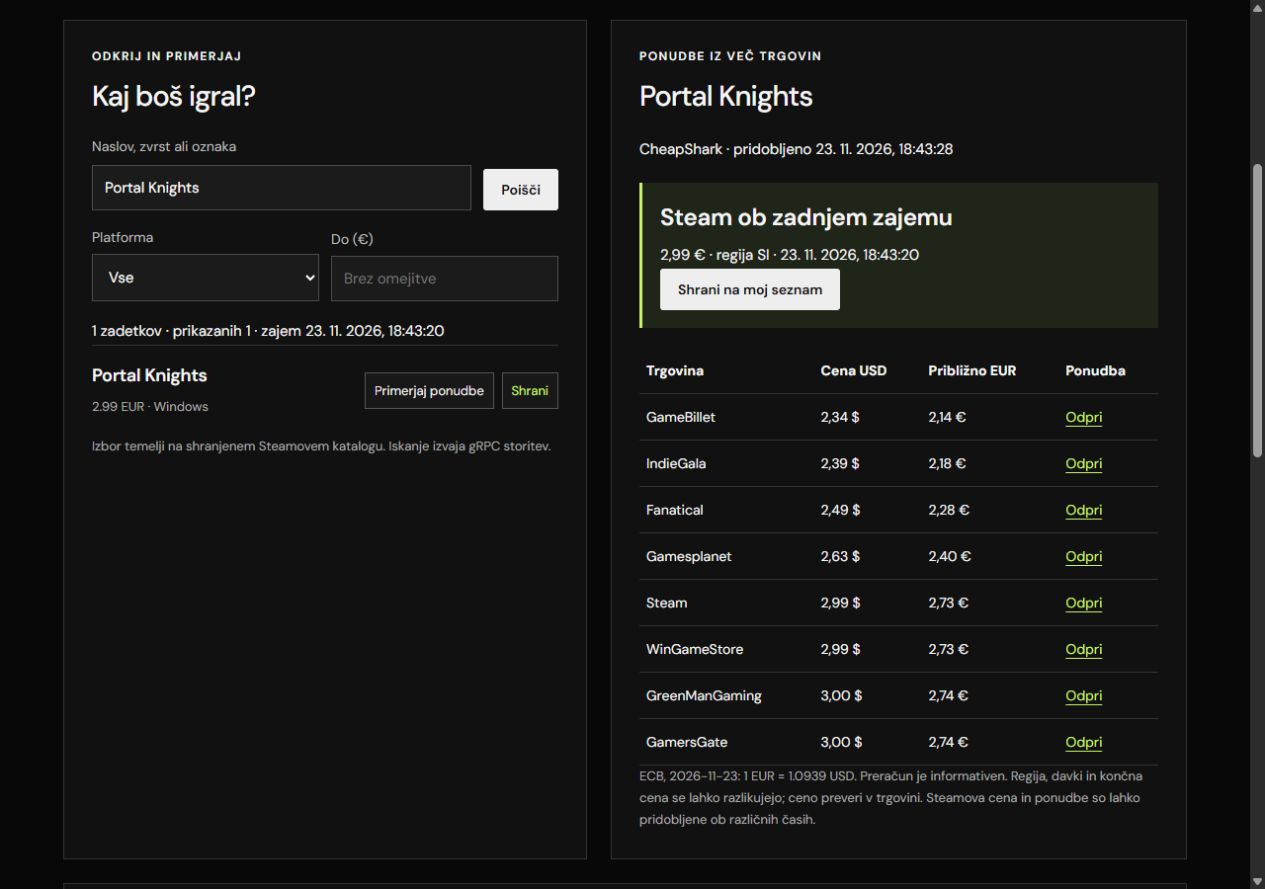 ODKRIJ IN PRIMERJAJ
Kaj boš igral?
Naslov, zvrst ali oznaka
Portal Knights
Poišči
Platforma
Do (€)
Vse
Brez omejitve
1 zadetkov · prikazanih 1 · zajem 23. 11. 2026, 18:43:20
Portal Knights
2.99 EUR · Windows
Primerjaj ponudbe
Shrani
Izbor temelji na shranjenem Steamovem katalogu. Iskanje izvaja gRPC storitev.
PONUDBE IZ VEČ TRGOVIN
Portal Knights
CheapShark · pridobljeno 23. 11. 2026, 18:43:28
Steam ob zadnjem zajemu
2,99 € · regija SI · 23. 11. 2026, 18:43:20
Shrani na moj seznam
Trgovina Cena USD Približno EUR Ponudba
GameBillet 2,34 $ 2,14 € Odpri
IndieGala 2,39 $ 2,18 € Odpri
Fanatical 2,49 $ 2,28 € Odpri
Gamesplanet 2,63 $ 2,40 € Odpri
Steam 2,99 $ 2,73 € Odpri
WinGameStore 2,99 $ 2,73 € Odpri
GreenManGaming 3,00 $ 2,74 € Odpri
GamersGate 3,00 $ 2,74 € Odpri
ECB, 2026-11-23: 1 EUR = 1.0939 USD. Preračun je informativen. Regija, davki in končna
cena se lahko razlikujejo; ceno preveri v trgovini. Steamova cena in ponudbe so lahko
pridobljene ob različnih časih.